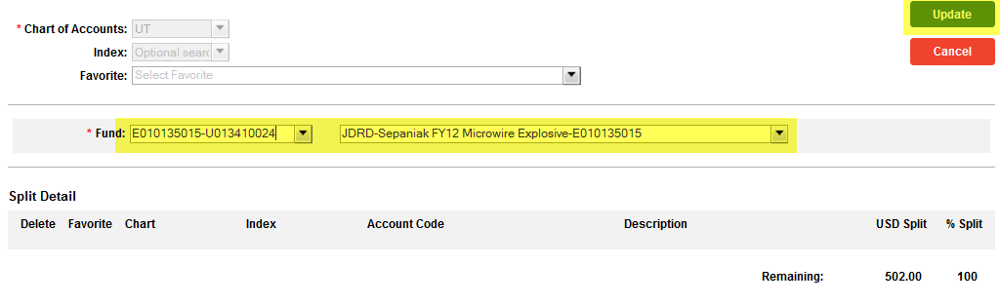 Update
* Chart of Accounts: UT
Index: Optional searc
Cancel
Favorite: Select Favorite
* Fund: E010135015-U013410024 JDRD-Sepaniak FY12 Microwire Explosive-E010135015
Split Detail
Delete Favorite Chart Index Account Code Description USD Split % Split
Remaining: 502.00 100